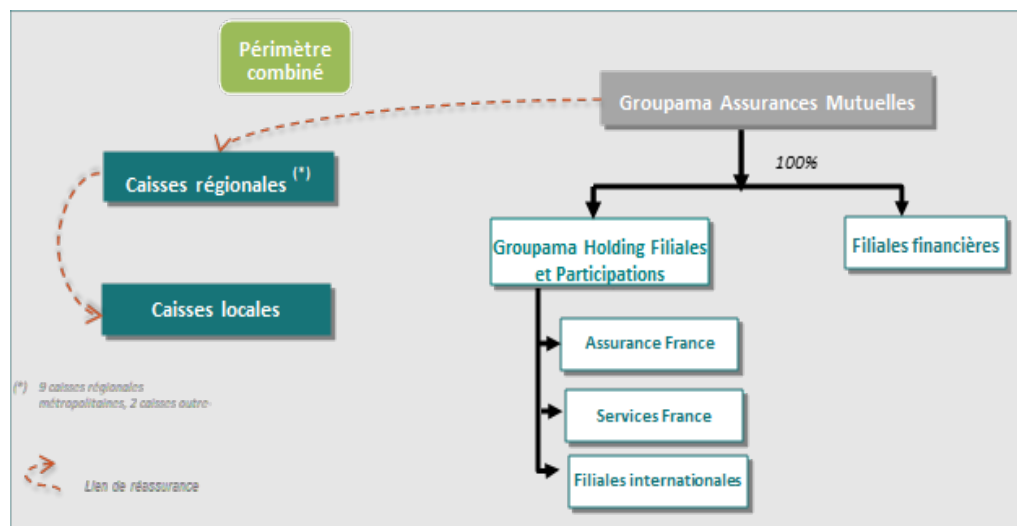 Périmètre
combiné
Groupama Assurances Mutuelles
100%
Caisses régionales (*)
Groupama Holding Filiales
et Participations
Filiales financières
Caisses locales
Assurance France
Services France
Filiales internationales
(*) 9 caisses régionales
métropolitaines, 2 caisses outre-
Lien de réassurance